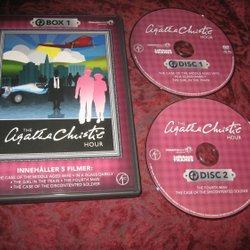 BOX 1
THE
Agatha Christie
HOUR
INNEHÅLLER 5 FILMER:
THE CASE OF THE MIDDLE AGED WIFE • IN A GLASS DARKLY
THE GIRL IN THE TRAIN • THE FOURTH MAN
THE CASE OF THE DISCONTENTED SOLDIER
THE
Agatha Christie
HOUR
DISC 1
THE CASE OF THE MIDDLE AGED WIFE
IN A GLASS DARKLY
THE GIRL IN THE TRAIN
THE
Agatha Christie
HOUR
DISC 2
THE FOURTH MAN
THE CASE OF THE DISCONTENTED SOLDIER